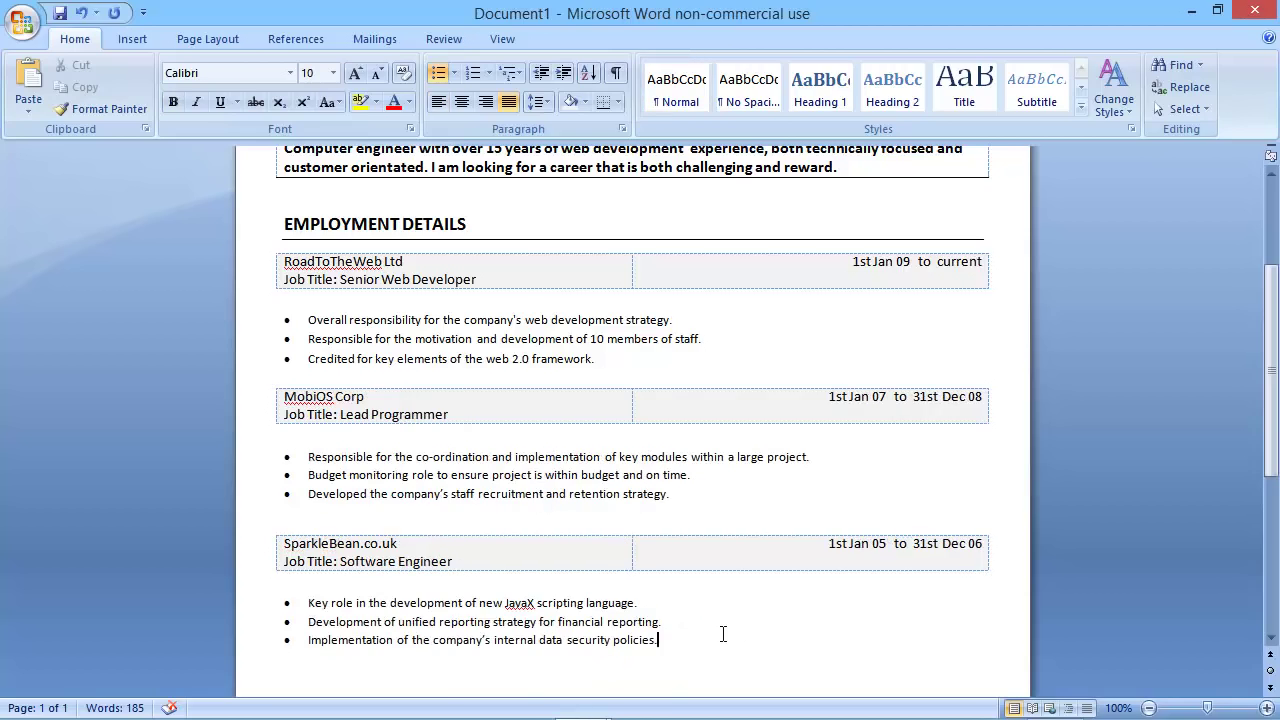 Document1 - Microsoft Word non-commercial use
Home Insert Page Layout References Mailings Review View
Cut
Copy
Format Painter
Paste
Calibri 10
AaBbCcDc AaBbCcDc AaBbCc AaBbCc AaB AaBbCc.
¶ Normal ¶ No Spaci... Heading 1 Heading 2 Title Subtitle
Change Styles
Find
Replace
Select
Clipboard Font Paragraph Styles Editing
Computer engineer with over 15 years of web development experience, both technically focused and
customer orientated. I am looking for a career that is both challenging and reward.
EMPLOYMENT DETAILS
RoadToTheWeb Ltd 1st Jan 09 to current
Job Title: Senior Web Developer
• Overall responsibility for the company's web development strategy.
• Responsible for the motivation and development of 10 members of staff.
• Credited for key elements of the web 2.0 framework.
MobiOS Corp 1st Jan 07 to 31st Dec 08
Job Title: Lead Programmer
• Responsible for the co-ordination and implementation of key modules within a large project.
• Budget monitoring role to ensure project is within budget and on time.
• Developed the company’s staff recruitment and retention strategy.
SparkleBean.co.uk 1st Jan 05 to 31st Dec 06
Job Title: Software Engineer
• Key role in the development of new JavaX scripting language.
• Development of unified reporting strategy for financial reporting.
• Implementation of the company’s internal data security policies.
Page: 1 of 1 Words: 185 100%